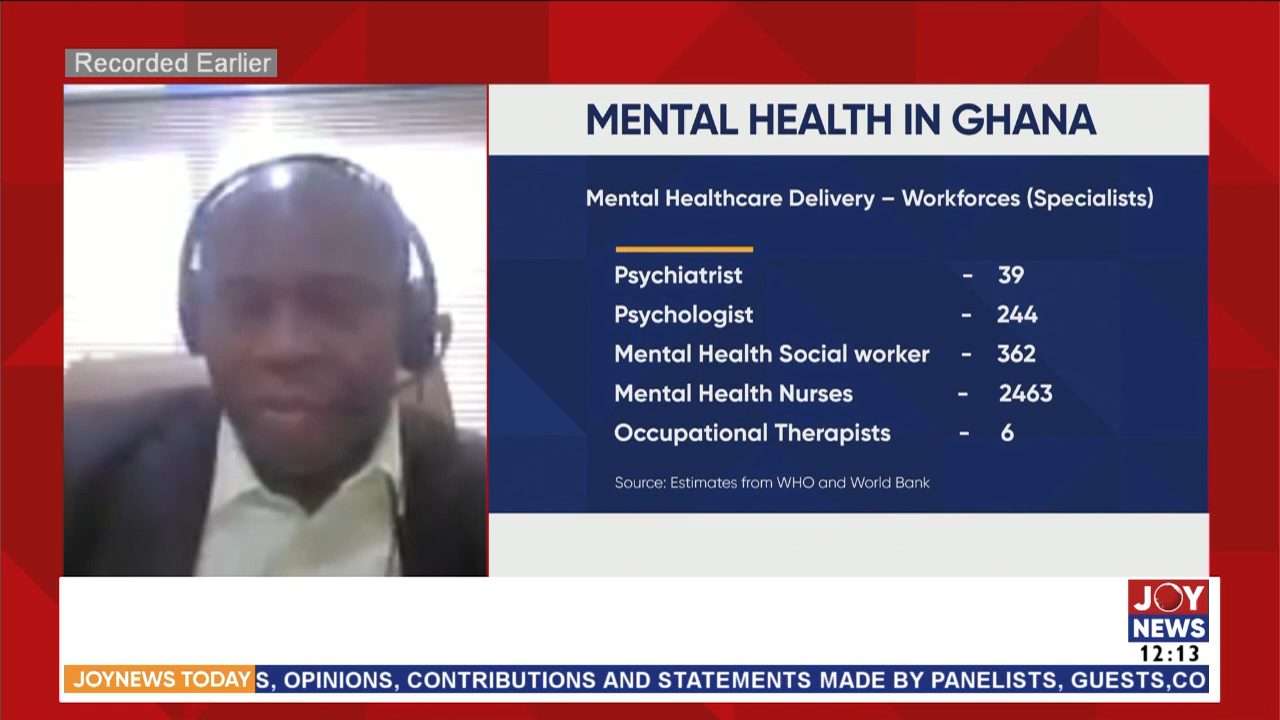 Recorded Earlier
MENTAL HEALTH IN GHANA
Mental Healthcare Delivery – Workforces (Specialists)
Psychiatrist - 39
Psychologist - 244
Mental Health Social worker - 362
Mental Health Nurses - 2463
Occupational Therapists - 6
Source: Estimates from WHO and World Bank
JOY
NEWS
12:13
JOYNEWS TODAY S, OPINIONS, CONTRIBUTIONS AND STATEMENTS MADE BY PANELISTS, GUESTS,CO